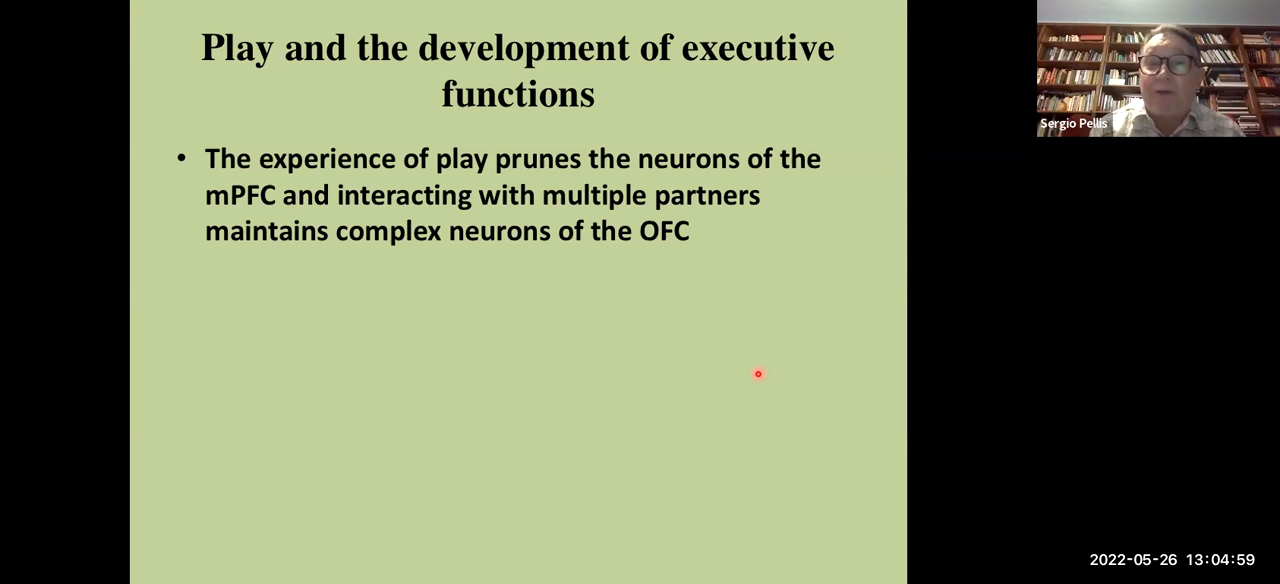 Play and the development of executive
functions
• The experience of play prunes the neurons of the
mPFC and interacting with multiple partners
maintains complex neurons of the OFC
Sergio Pellis
2022-05-26 13:04:59